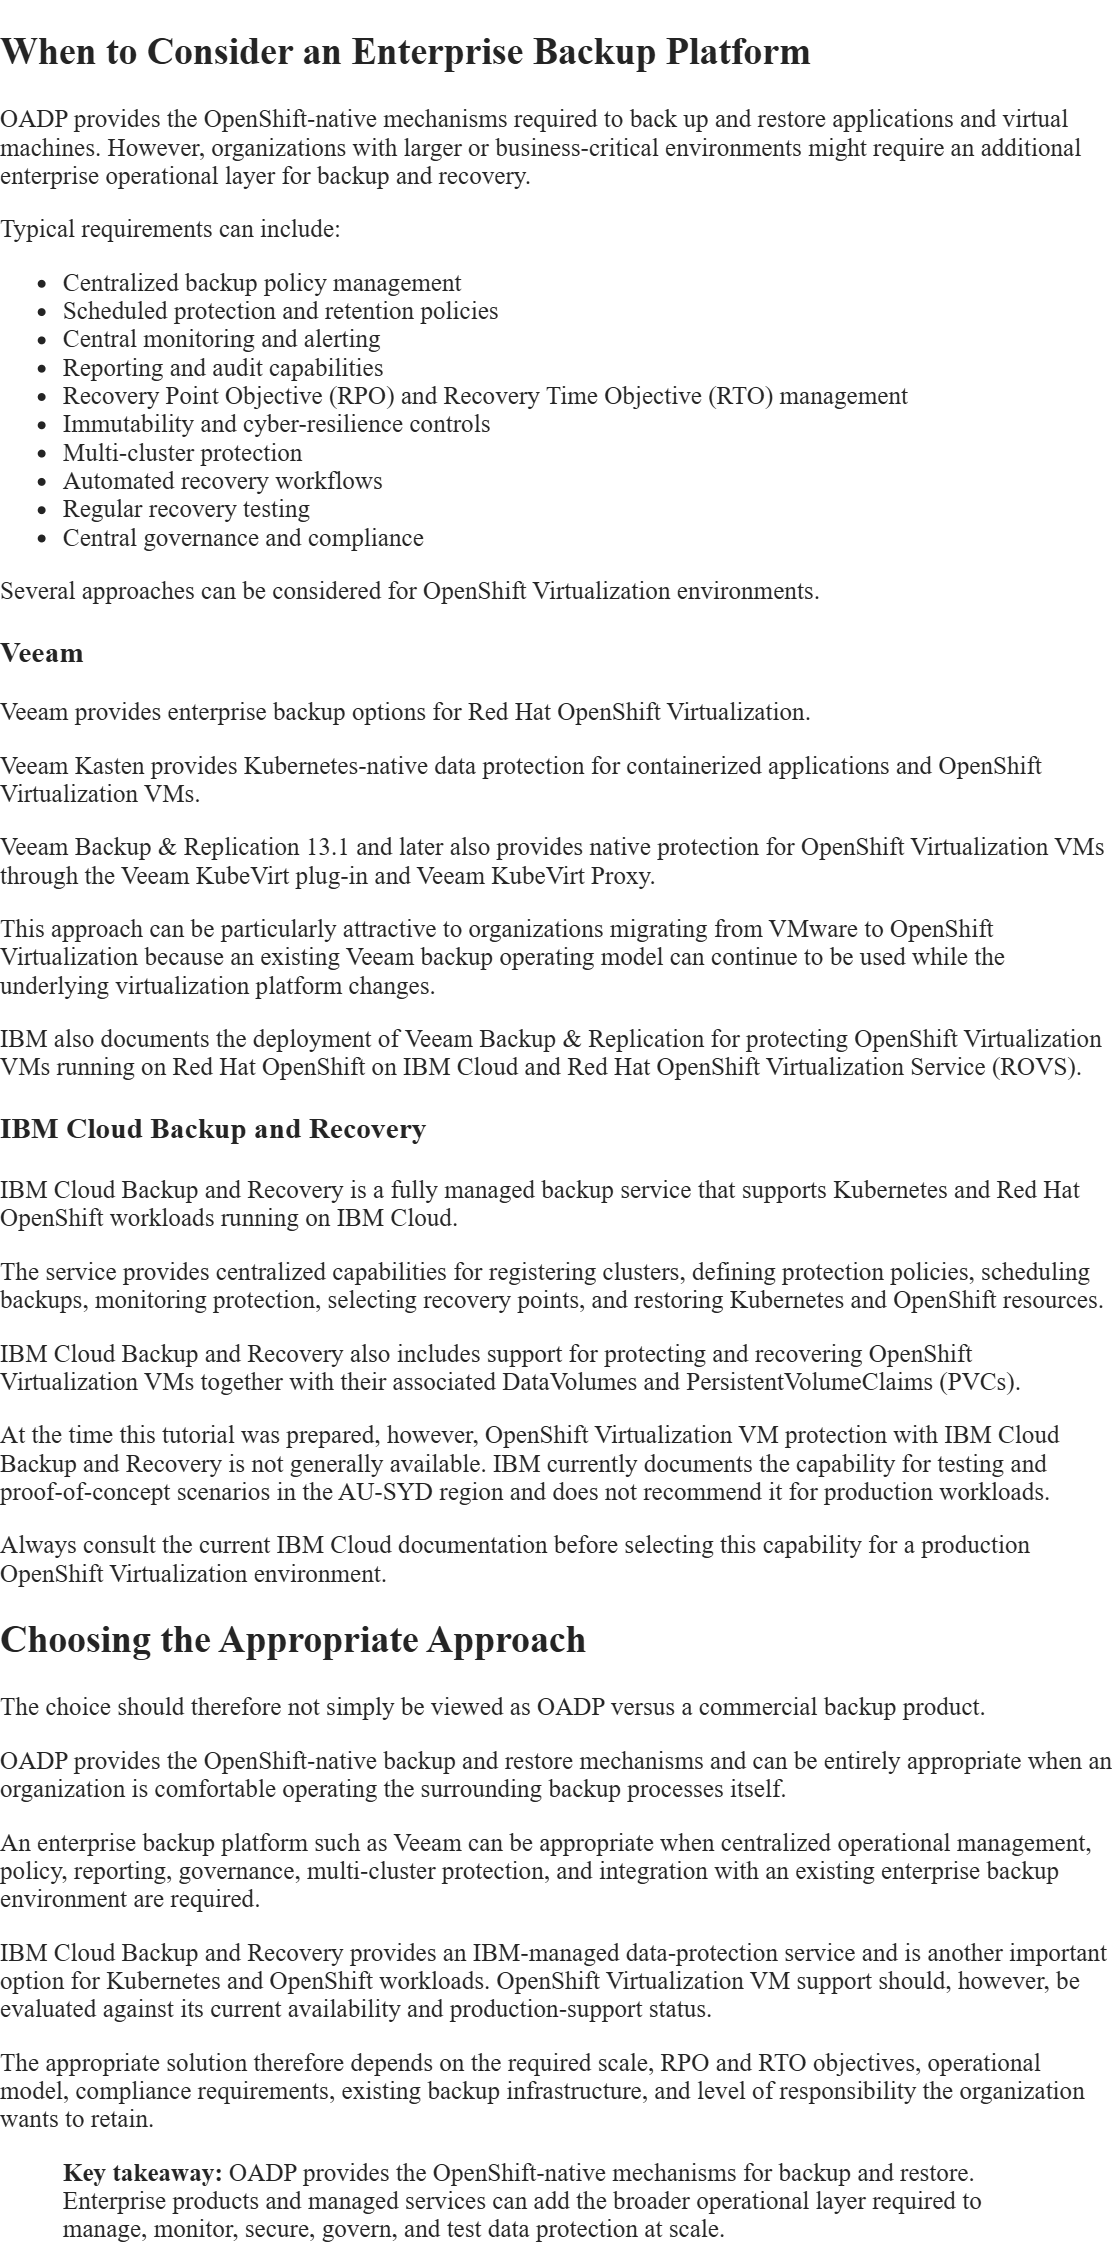 When to Consider an Enterprise Backup Platform
OADP provides the OpenShift-native mechanisms required to back up and restore applications and virtual
machines. However, organizations with larger or business-critical environments might require an additional
enterprise operational layer for backup and recovery.
Typical requirements can include:
• Centralized backup policy management
• Scheduled protection and retention policies
• Central monitoring and alerting
• Reporting and audit capabilities
• Recovery Point Objective (RPO) and Recovery Time Objective (RTO) management
• Immutability and cyber-resilience controls
• Multi-cluster protection
• Automated recovery workflows
• Regular recovery testing
• Central governance and compliance
Several approaches can be considered for OpenShift Virtualization environments.
Veeam
Veeam provides enterprise backup options for Red Hat OpenShift Virtualization.
Veeam Kasten provides Kubernetes-native data protection for containerized applications and OpenShift
Virtualization VMs.
Veeam Backup & Replication 13.1 and later also provides native protection for OpenShift Virtualization VMs
through the Veeam KubeVirt plug-in and Veeam KubeVirt Proxy.
This approach can be particularly attractive to organizations migrating from VMware to OpenShift
Virtualization because an existing Veeam backup operating model can continue to be used while the
underlying virtualization platform changes.
IBM also documents the deployment of Veeam Backup & Replication for protecting OpenShift Virtualization
VMs running on Red Hat OpenShift on IBM Cloud and Red Hat OpenShift Virtualization Service (ROVS).
IBM Cloud Backup and Recovery
IBM Cloud Backup and Recovery is a fully managed backup service that supports Kubernetes and Red Hat
OpenShift workloads running on IBM Cloud.
The service provides centralized capabilities for registering clusters, defining protection policies, scheduling
backups, monitoring protection, selecting recovery points, and restoring Kubernetes and OpenShift resources.
IBM Cloud Backup and Recovery also includes support for protecting and recovering OpenShift
Virtualization VMs together with their associated DataVolumes and PersistentVolumeClaims (PVCs).
At the time this tutorial was prepared, however, OpenShift Virtualization VM protection with IBM Cloud
Backup and Recovery is not generally available. IBM currently documents the capability for testing and
proof-of-concept scenarios in the AU-SYD region and does not recommend it for production workloads.
Always consult the current IBM Cloud documentation before selecting this capability for a production
OpenShift Virtualization environment.
Choosing the Appropriate Approach
The choice should therefore not simply be viewed as OADP versus a commercial backup product.
OADP provides the OpenShift-native backup and restore mechanisms and can be entirely appropriate when an
organization is comfortable operating the surrounding backup processes itself.
An enterprise backup platform such as Veeam can be appropriate when centralized operational management,
policy, reporting, governance, multi-cluster protection, and integration with an existing enterprise backup
environment are required.
IBM Cloud Backup and Recovery provides an IBM-managed data-protection service and is another important
option for Kubernetes and OpenShift workloads. OpenShift Virtualization VM support should, however, be
evaluated against its current availability and production-support status.
The appropriate solution therefore depends on the required scale, RPO and RTO objectives, operational
model, compliance requirements, existing backup infrastructure, and level of responsibility the organization
wants to retain.
Key takeaway: OADP provides the OpenShift-native mechanisms for backup and restore.
Enterprise products and managed services can add the broader operational layer required to
manage, monitor, secure, govern, and test data protection at scale.